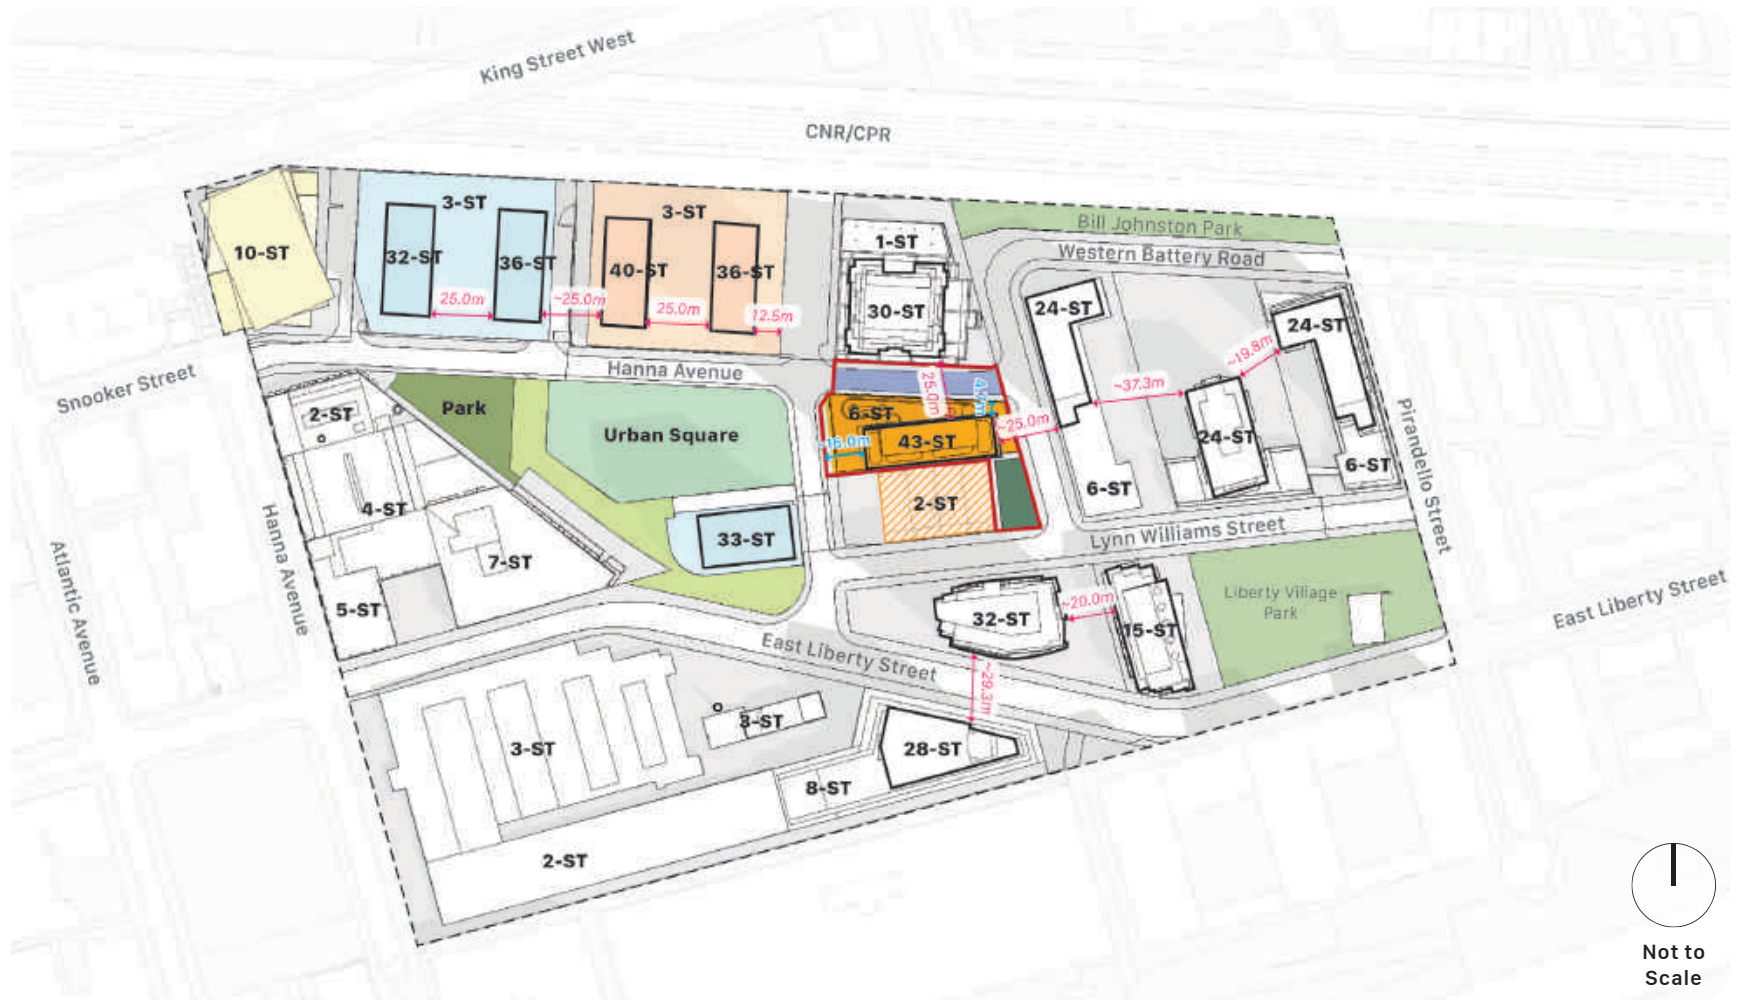 King Street West
CNR/CPR
Bill Johnston Park
Western Battery Road
10-ST
3-ST
32-ST
36-ST
25.0m
~25.0m
3-ST
40-ST
36-ST
25.0m
12.5m
1-ST
30-ST
24-ST
24-ST
~19.8m
~37.3m
24-ST
6-ST
6-ST
Snooker Street
Hanna Avenue
Park
Urban Square
2-ST
4-ST
7-ST
5-ST
33-ST
6-ST
43-ST
25.0m
~25.0m
~16.0m
2-ST
Lynn Williams Street
Pirandello Street
Hanna Avenue
Atlantic Avenue
Liberty Village
Park
East Liberty Street
32-ST
~20.0m
15-ST
East Liberty Street
~29.3m
3-ST
3-ST
28-ST
8-ST
2-ST
Not to
Scale